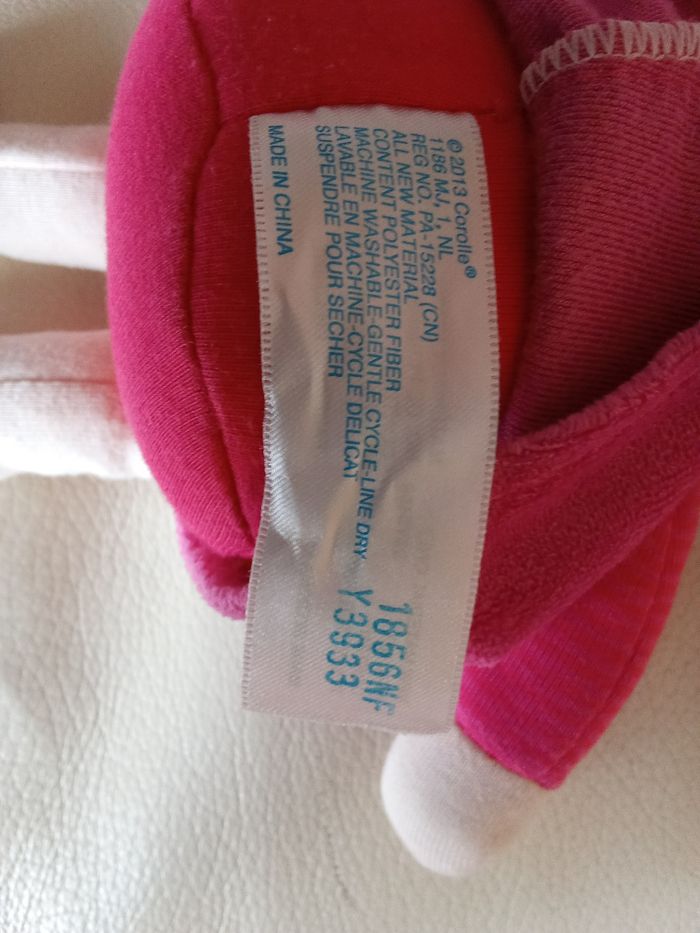 © 2013 Corolle®
1186 MJ, 1, NL
REG NO. PA-15228 (CN)
ALL NEW MATERIAL
CONTENT POLYESTER FIBER
MACHINE WASHABLE-GENTLE CYCLE-LINE DRY
LAVABLE EN MACHINE-CYCLE DELICAT
SUSPENDRE POUR SECHER
MADE IN CHINA
1856NF
Y3933